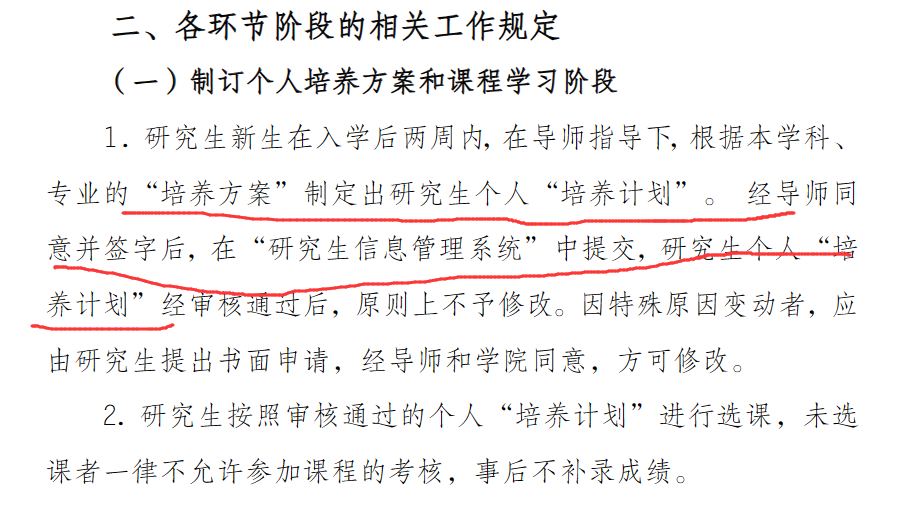 二、各环节阶段的相关工作规定
（一）制订个人培养方案和课程学习阶段
1. 研究生新生在入学后两周内, 在导师指导下, 根据本学科、
专业的“培养方案”制定出研究生个人“培养计划”。 经导师同
意并签字后, 在“研究生信息管理系统”中提交, 研究生个人“培
养计划”经审核通过后，原则上不予修改。因特殊原因变动者，应
由研究生提出书面申请，经导师和学院同意，方可修改。
2. 研究生按照审核通过的个人“培养计划”进行选课，未选
课者一律不允许参加课程的考核，事后不补录成绩。